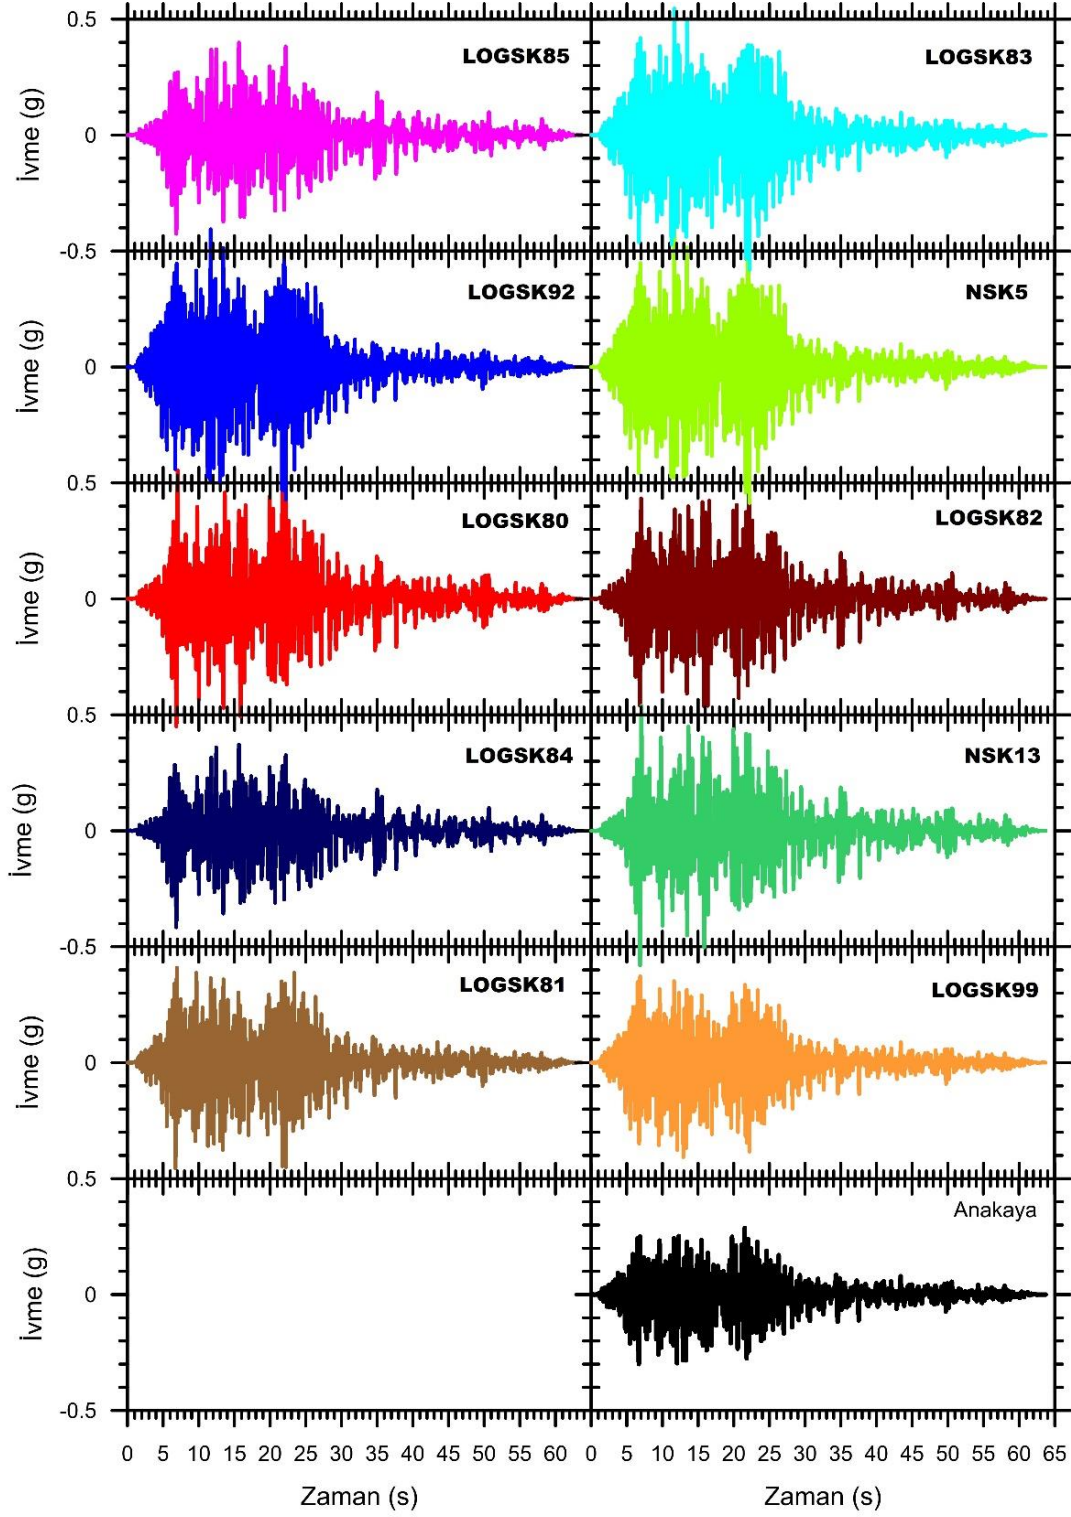 0.5
LOGSK85
LOGSK83
İvme (g)
0
-0.5
LOGSK92
NSK5
İvme (g)
0
0.5
LOGSK80
LOGSK82
İvme (g)
0
0.5
LOGSK84
NSK13
İvme (g)
0
-0.5
LOGSK81
LOGSK99
İvme (g)
0
0.5
Anakaya
İvme (g)
0
-0.5
0 5 10 15 20 25 30 35 40 45 50 55 60 0 5 10 15 20 25 30 35 40 45 50 55 60 65
Zaman (s) Zaman (s)